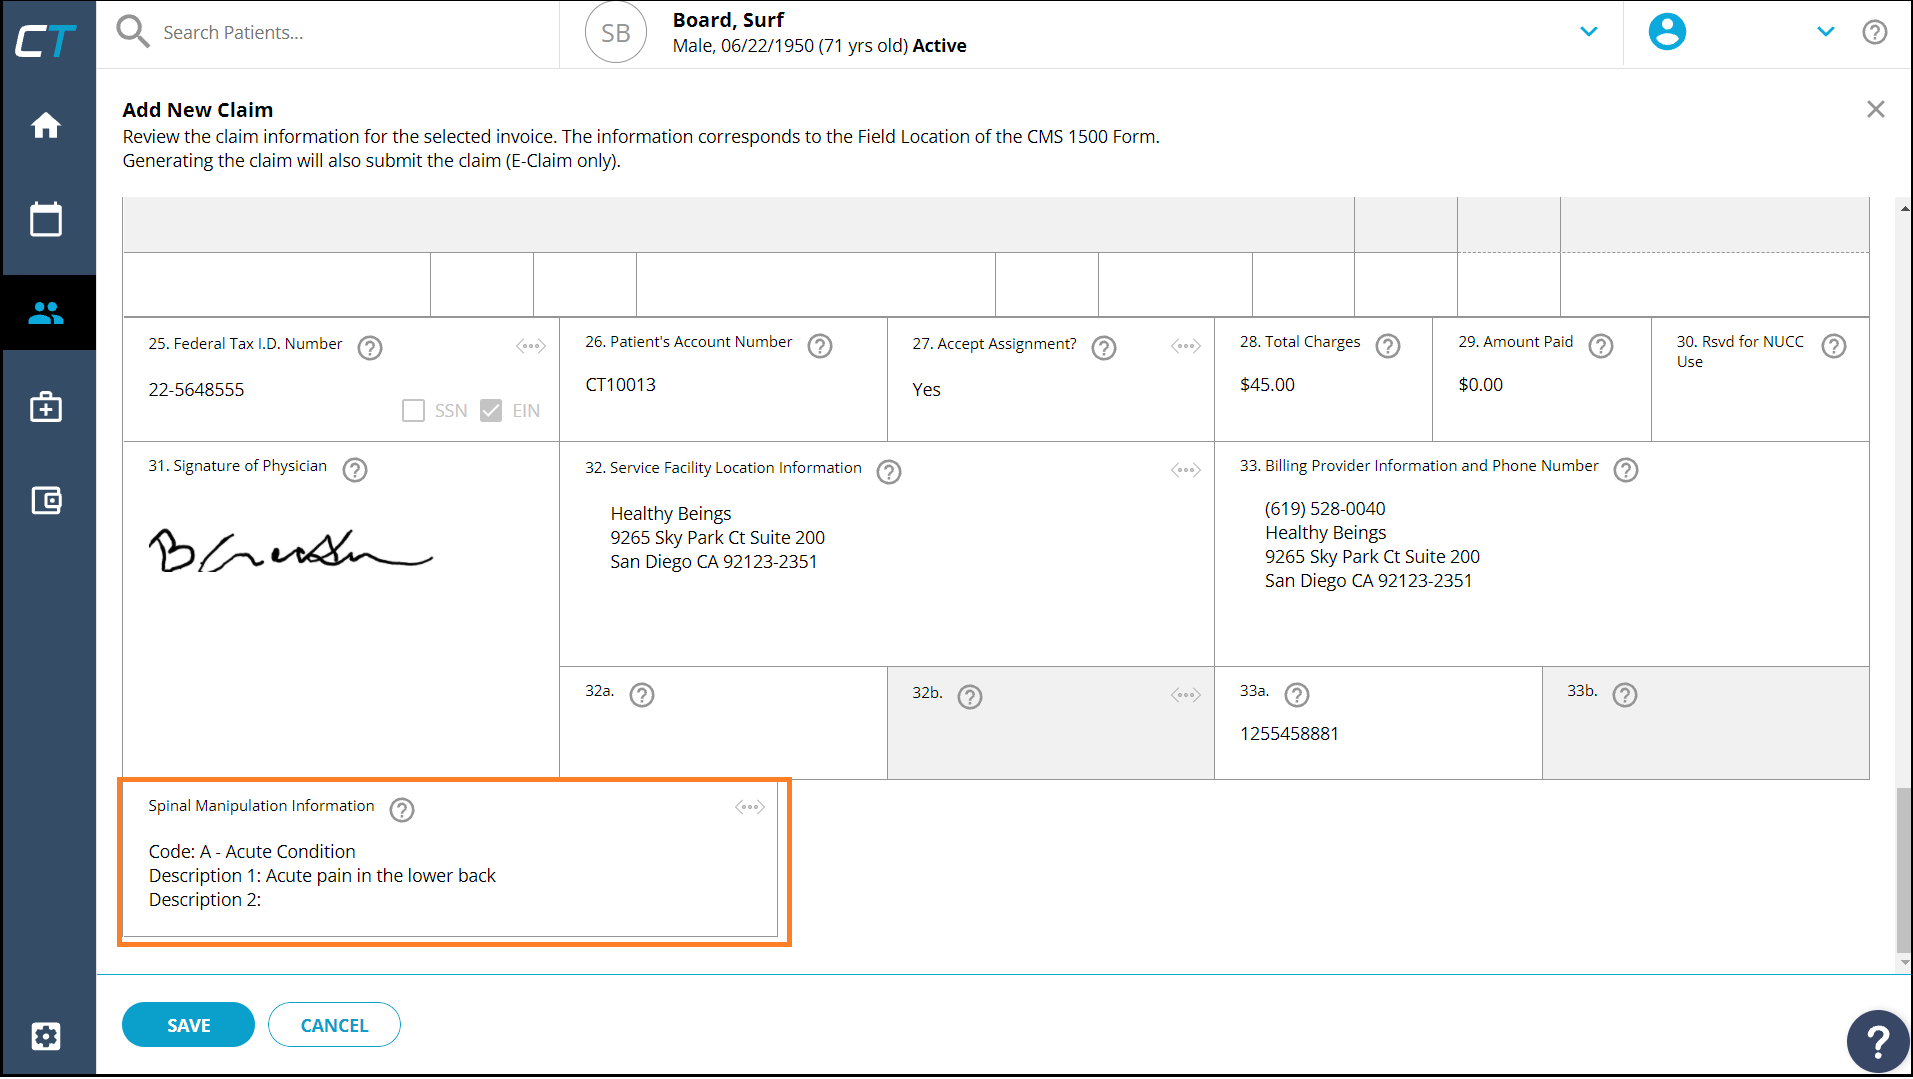 CT
Search Patients...
SB
Board, Surf
Male, 06/22/1950 (71 yrs old) Active
?
Add New Claim
Review the claim information for the selected invoice. The information corresponds to the Field Location of the CMS 1500 Form.
Generating the claim will also submit the claim (E-Claim only).
25. Federal Tax I.D. Number ?
22-5648555
SSN EIN
26. Patient's Account Number ?
CT10013
27. Accept Assignment? ?
Yes
28. Total Charges ?
$45.00
29. Amount Paid ?
$0.00
30. Rsvd for NUCC ?
Use
31. Signature of Physician ?
32. Service Facility Location Information ?
Healthy Beings
9265 Sky Park Ct Suite 200
San Diego CA 92123-2351
33. Billing Provider Information and Phone Number ?
(619) 528-0040
Healthy Beings
9265 Sky Park Ct Suite 200
San Diego CA 92123-2351
32a. ?
32b. ?
33a. ?
1255458881
33b. ?
Spinal Manipulation Information ?
Code: A - Acute Condition
Description 1: Acute pain in the lower back
Description 2:
SAVE
CANCEL
?